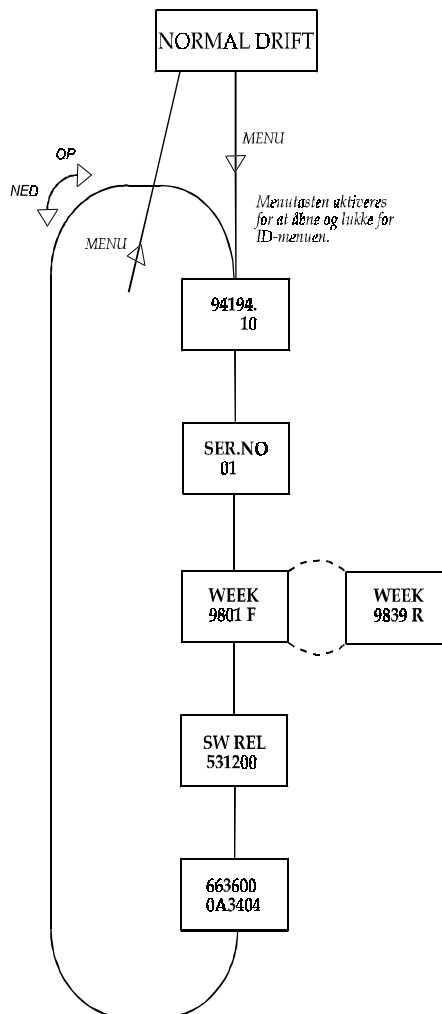 NORMAL DRIFT
MENU
OP
NED
Menutasten aktiveres
for at åbne og lukke for
ID-menuen.
MENU
94194.
10
SER.NO
01
WEEK
9801 F
WEEK
9839 R
SW REL
531200
663600
0A3404